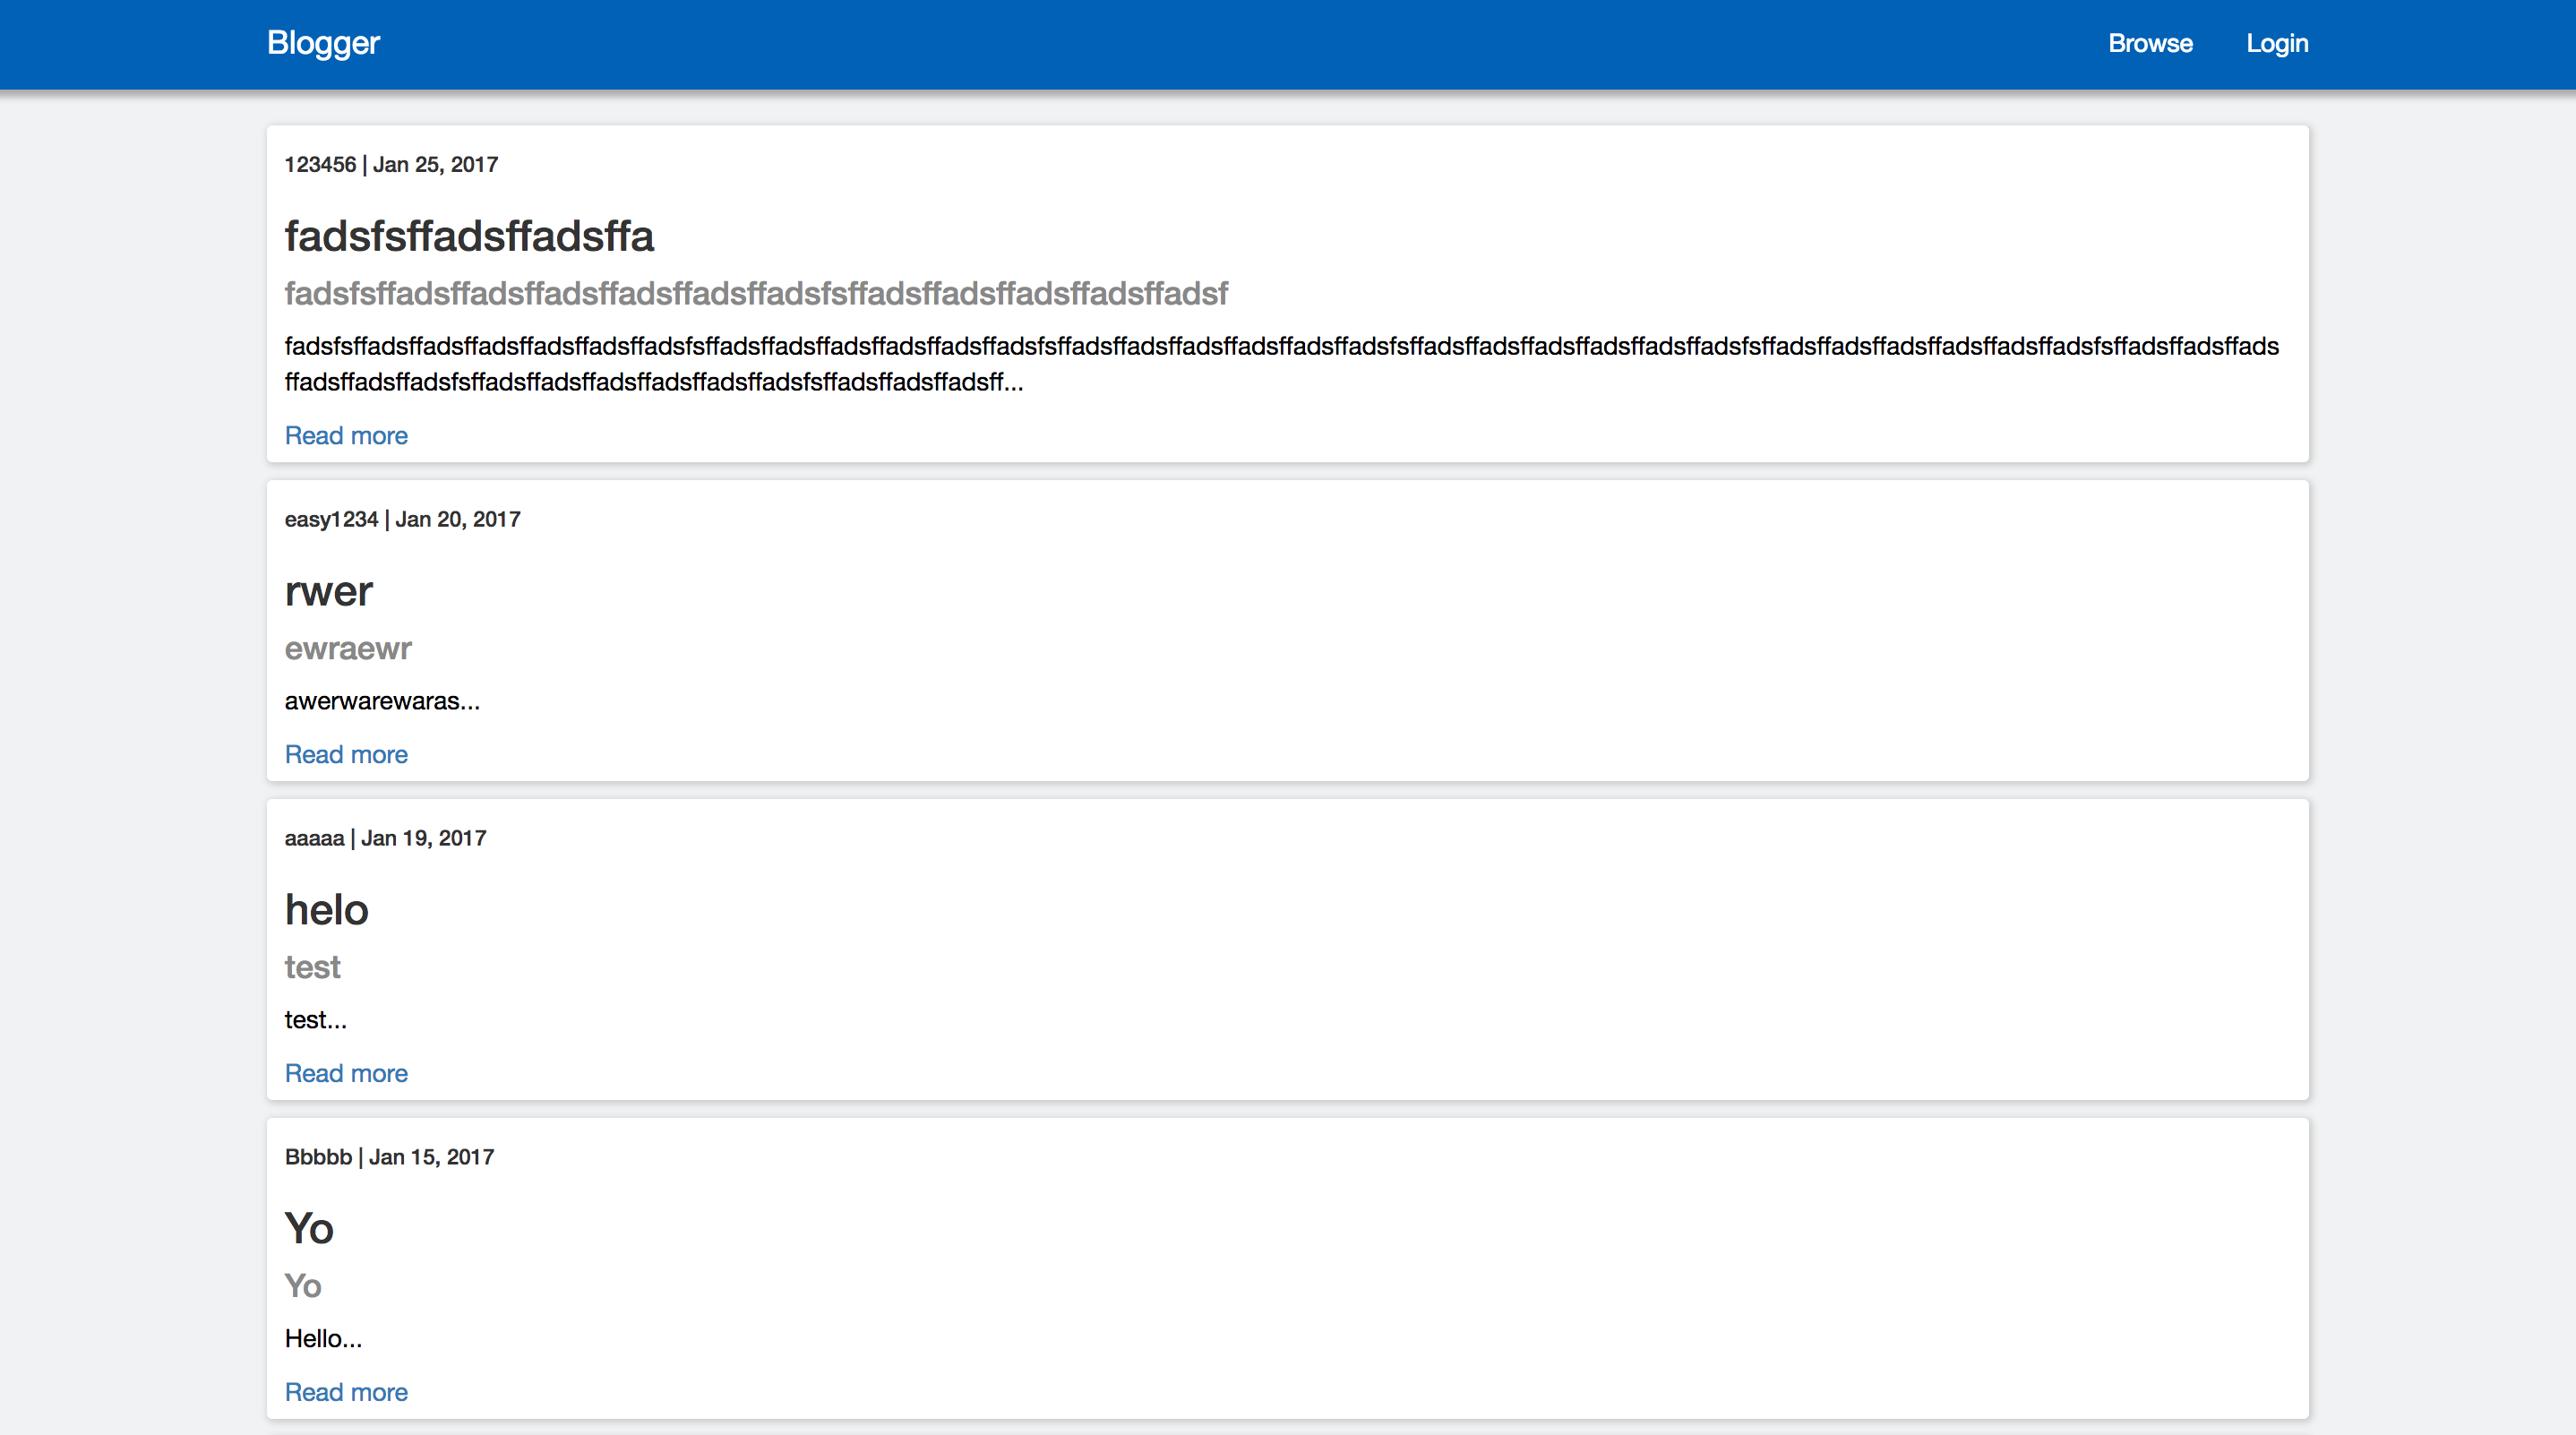 Blogger Browse Login
123456 | Jan 25, 2017
fadsfsffadsffadsffa
fadsfsffadsffadsffadsffadsffadsffadsfsffadsffadsffadsffadsffadsf
fadsfsffadsffadsffadsffadsffadsffadsfsffadsffadsffadsffadsffadsffadsfsffadsffadsffadsffadsffadsffadsfsffadsffadsffadsffadsffadsffadsfsffadsffadsffadsffadsffadsffadsfsffadsffadsffads
ffadsffadsffadsfsffadsffadsffadsffadsffadsffadsfsffadsffadsffadsff...
Read more
easy1234 | Jan 20, 2017
rwer
ewraewr
awerwarewaras...
Read more
aaaaa | Jan 19, 2017
helo
test
test...
Read more
Bbbbb | Jan 15, 2017
Yo
Yo
Hello...
Read more